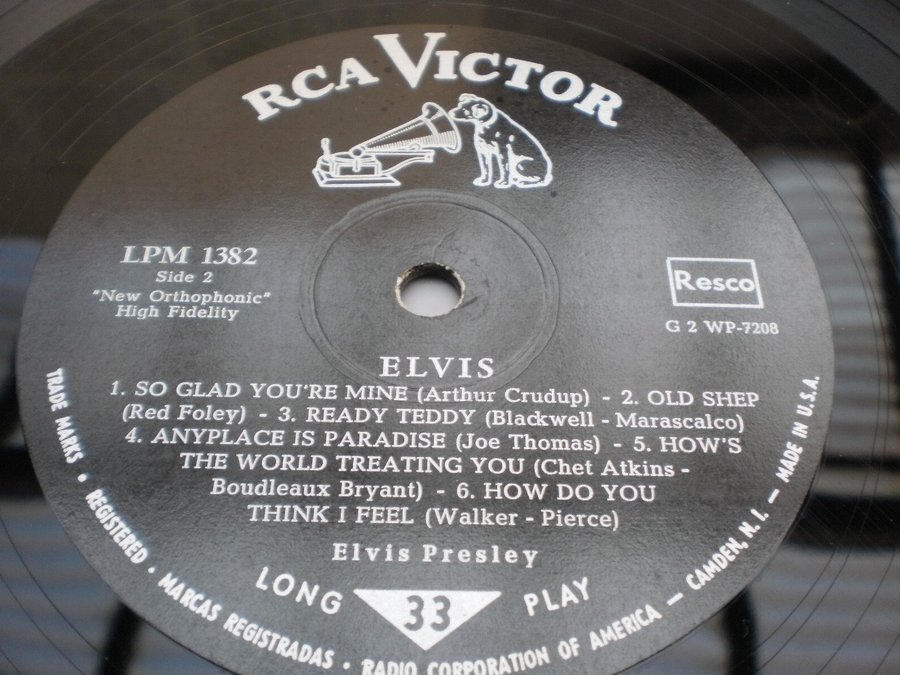 RCA VICTOR
LPM 1382
Side 2
"New Orthophonic"
High Fidelity
Resco
G 2 WP-7208
ELVIS
1. SO GLAD YOU'RE MINE (Arthur Crudup) - 2. OLD SHEP
(Red Foley) - 3. READY TEDDY (Blackwell - Marascalco)
4. ANYPLACE IS PARADISE (Joe Thomas) - 5. HOW'S
THE WORLD TREATING YOU (Chet Atkins -
Boudleaux Bryant) - 6. HOW DO YOU
THINK I FEEL (Walker - Pierce)
Elvis Presley
LONG 33 PLAY
TRADE MARKS • REGISTERED • MARCAS REGISTRADAS • RADIO CORPORATION OF AMERICA — CAMDEN, N. J. — MADE IN U.S.A.